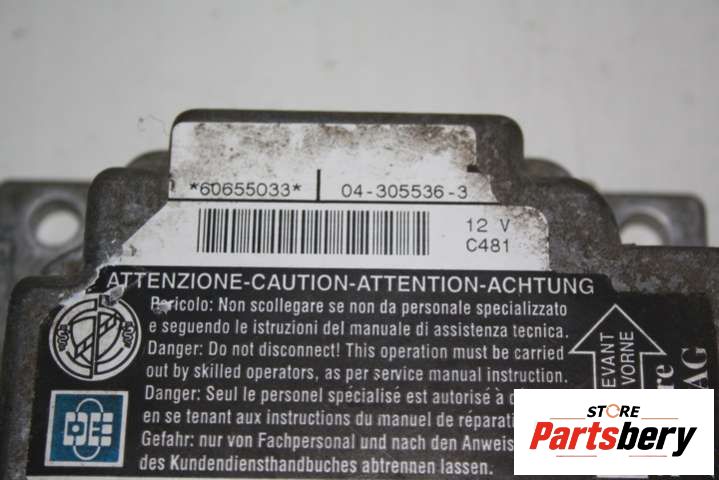 *60655033* 04-305536-3
12 V
C481
ATTENZIONE-CAUTION-ATTENTION-ACHTUNG
Pericolo: Non scollegare se non da personale specializzato
e seguendo le istruzioni del manuale di assistenza tecnica.
Danger: Do not disconnect! This operation must be carried
out by skilled operators, as per service manual instruction.
Danger: Seul le personel spécialisé est autorisé à
en se tenant aux instructions du manuel de
Gefahr: nur von Fachpersonal und nach den
des Kundendiensthandbuches abtrennen lassen.
VORNE
AG
STORE
Partsbery